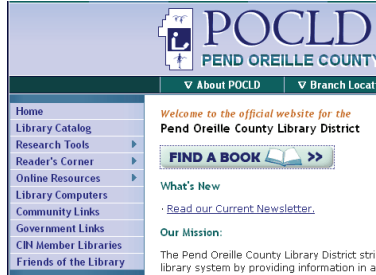 POCLD
PEND OREILLE COUNTY
∇ About POCLD
∇ Branch Locat
Home
Library Catalog
Research Tools
Reader's Corner
Online Resources
Library Computers
Community Links
Government Links
CIN Member Libraries
Friends of the Library
Welcome to the official website for the
Pend Oreille County Library District
FIND A BOOK >>
What's New
· Read our Current Newsletter.
Our Mission:
The Pend Oreille County Library District stri
library system by providing information in a